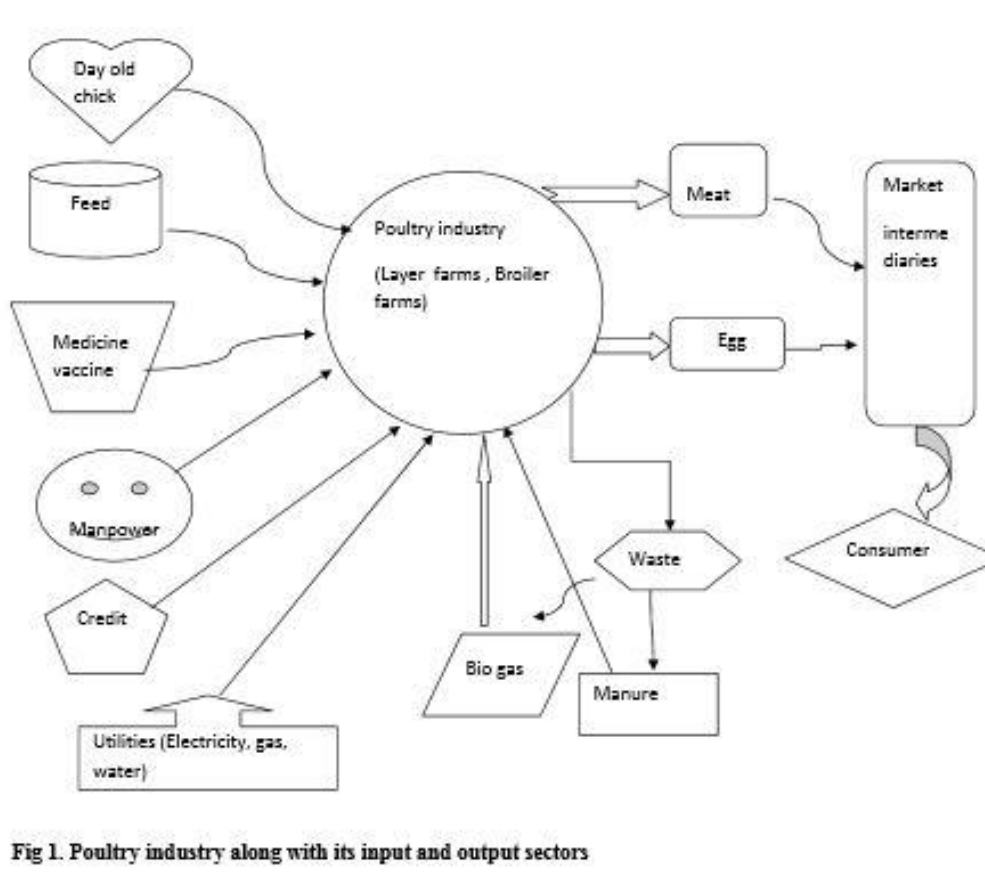 Day old
chick
Feed
Medicine
vaccine
Manpower
Credit
Utilities (Electricity, gas,
water)
Poultry industry
(Layer farms , Broiler
farms)
Meat
Egg
Market
interme
diaries
Consumer
Waste
Bio gas
Manure
Fig 1. Poultry industry along with its input and output sectors